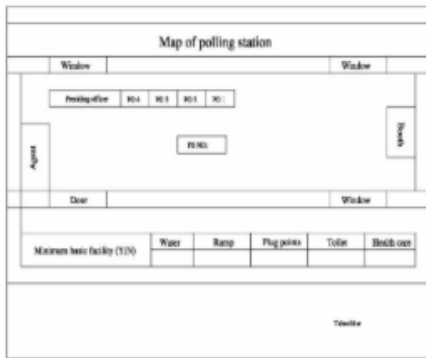 Map of polling station
Window Window
Presiding officer PO 4 PO 3 PO 2 PO 1
Agent
Booth
PS NO.
Door Window
Minimum basic facility (Y/N) Water Ramp Plug points Toilet Health care